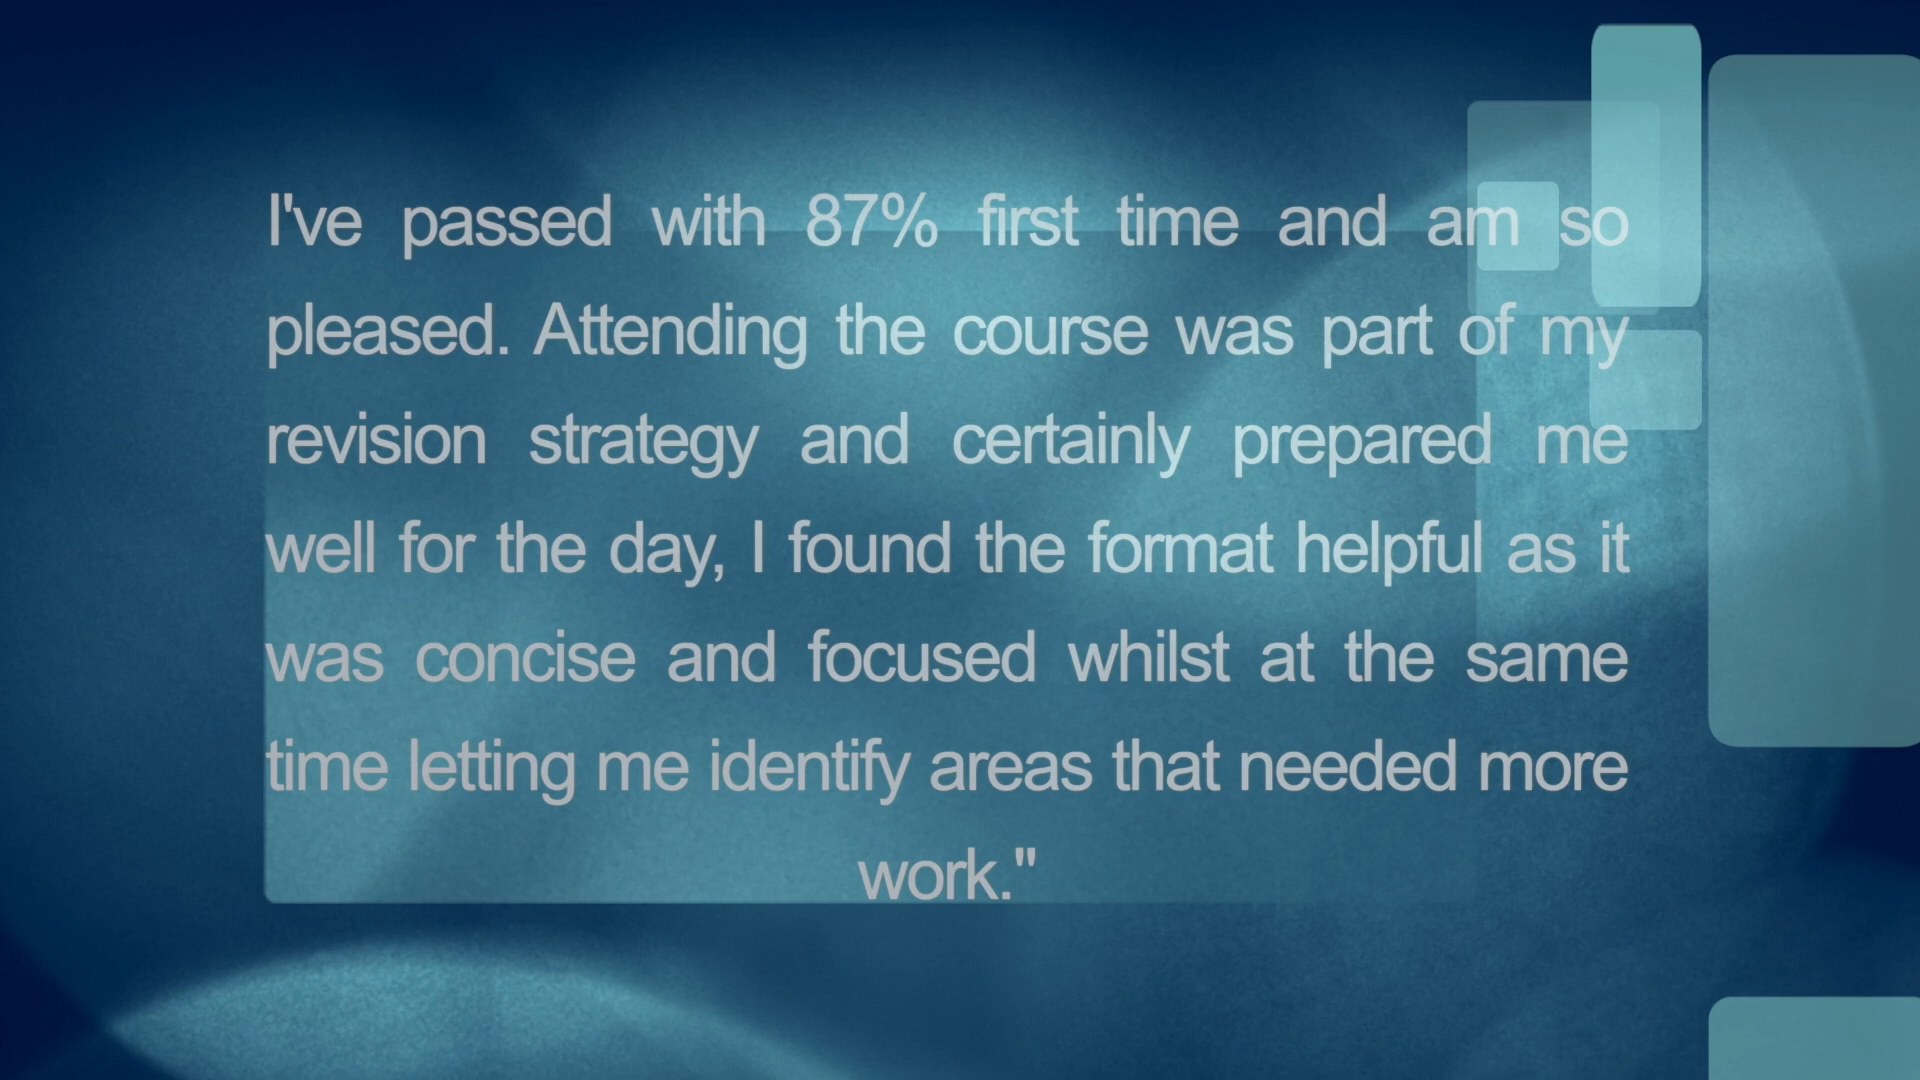 I've passed with 87% first time and am so
pleased. Attending the course was part of my
revision strategy and certainly prepared me
well for the day, I found the format helpful as it
was concise and focused whilst at the same
time letting me identify areas that needed more
work."